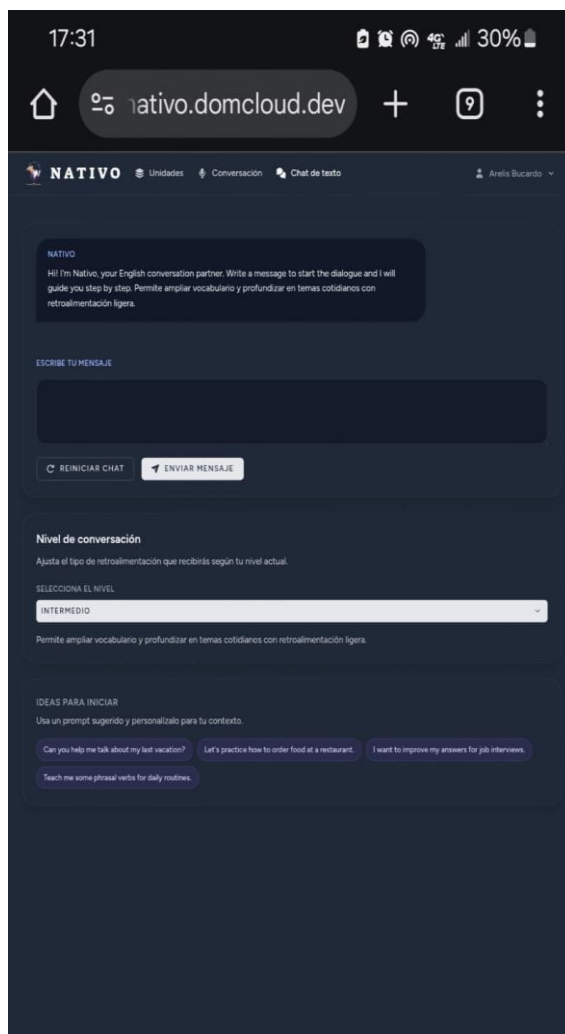 17:31
4G LTE 30%
nativo.domcloud.dev
9
NATIVO Unidades Conversación Chat de texto Arelis Bucardo
NATIVO
Hi! I'm Nativo, your English conversation partner. Write a message to start the dialogue and I will
guide you step by step. Permite ampliar vocabulario y profundizar en temas cotidianos con
retroalimentación ligera.
ESCRIBE TU MENSAJE
REINICIAR CHAT ENVIAR MENSAJE
Nivel de conversación
Ajusta el tipo de retroalimentación que recibirás según tu nivel actual.
SELECCIONA EL NIVEL
INTERMEDIO
Permite ampliar vocabulario y profundizar en temas cotidianos con retroalimentación ligera.
IDEAS PARA INICIAR
Usa un prompt sugerido y personalízalo para tu contexto.
Can you help me talk about my last vacation? Let's practice how to order food at a restaurant. I want to improve my answers for job interviews.
Teach me some phrasal verbs for daily routines.